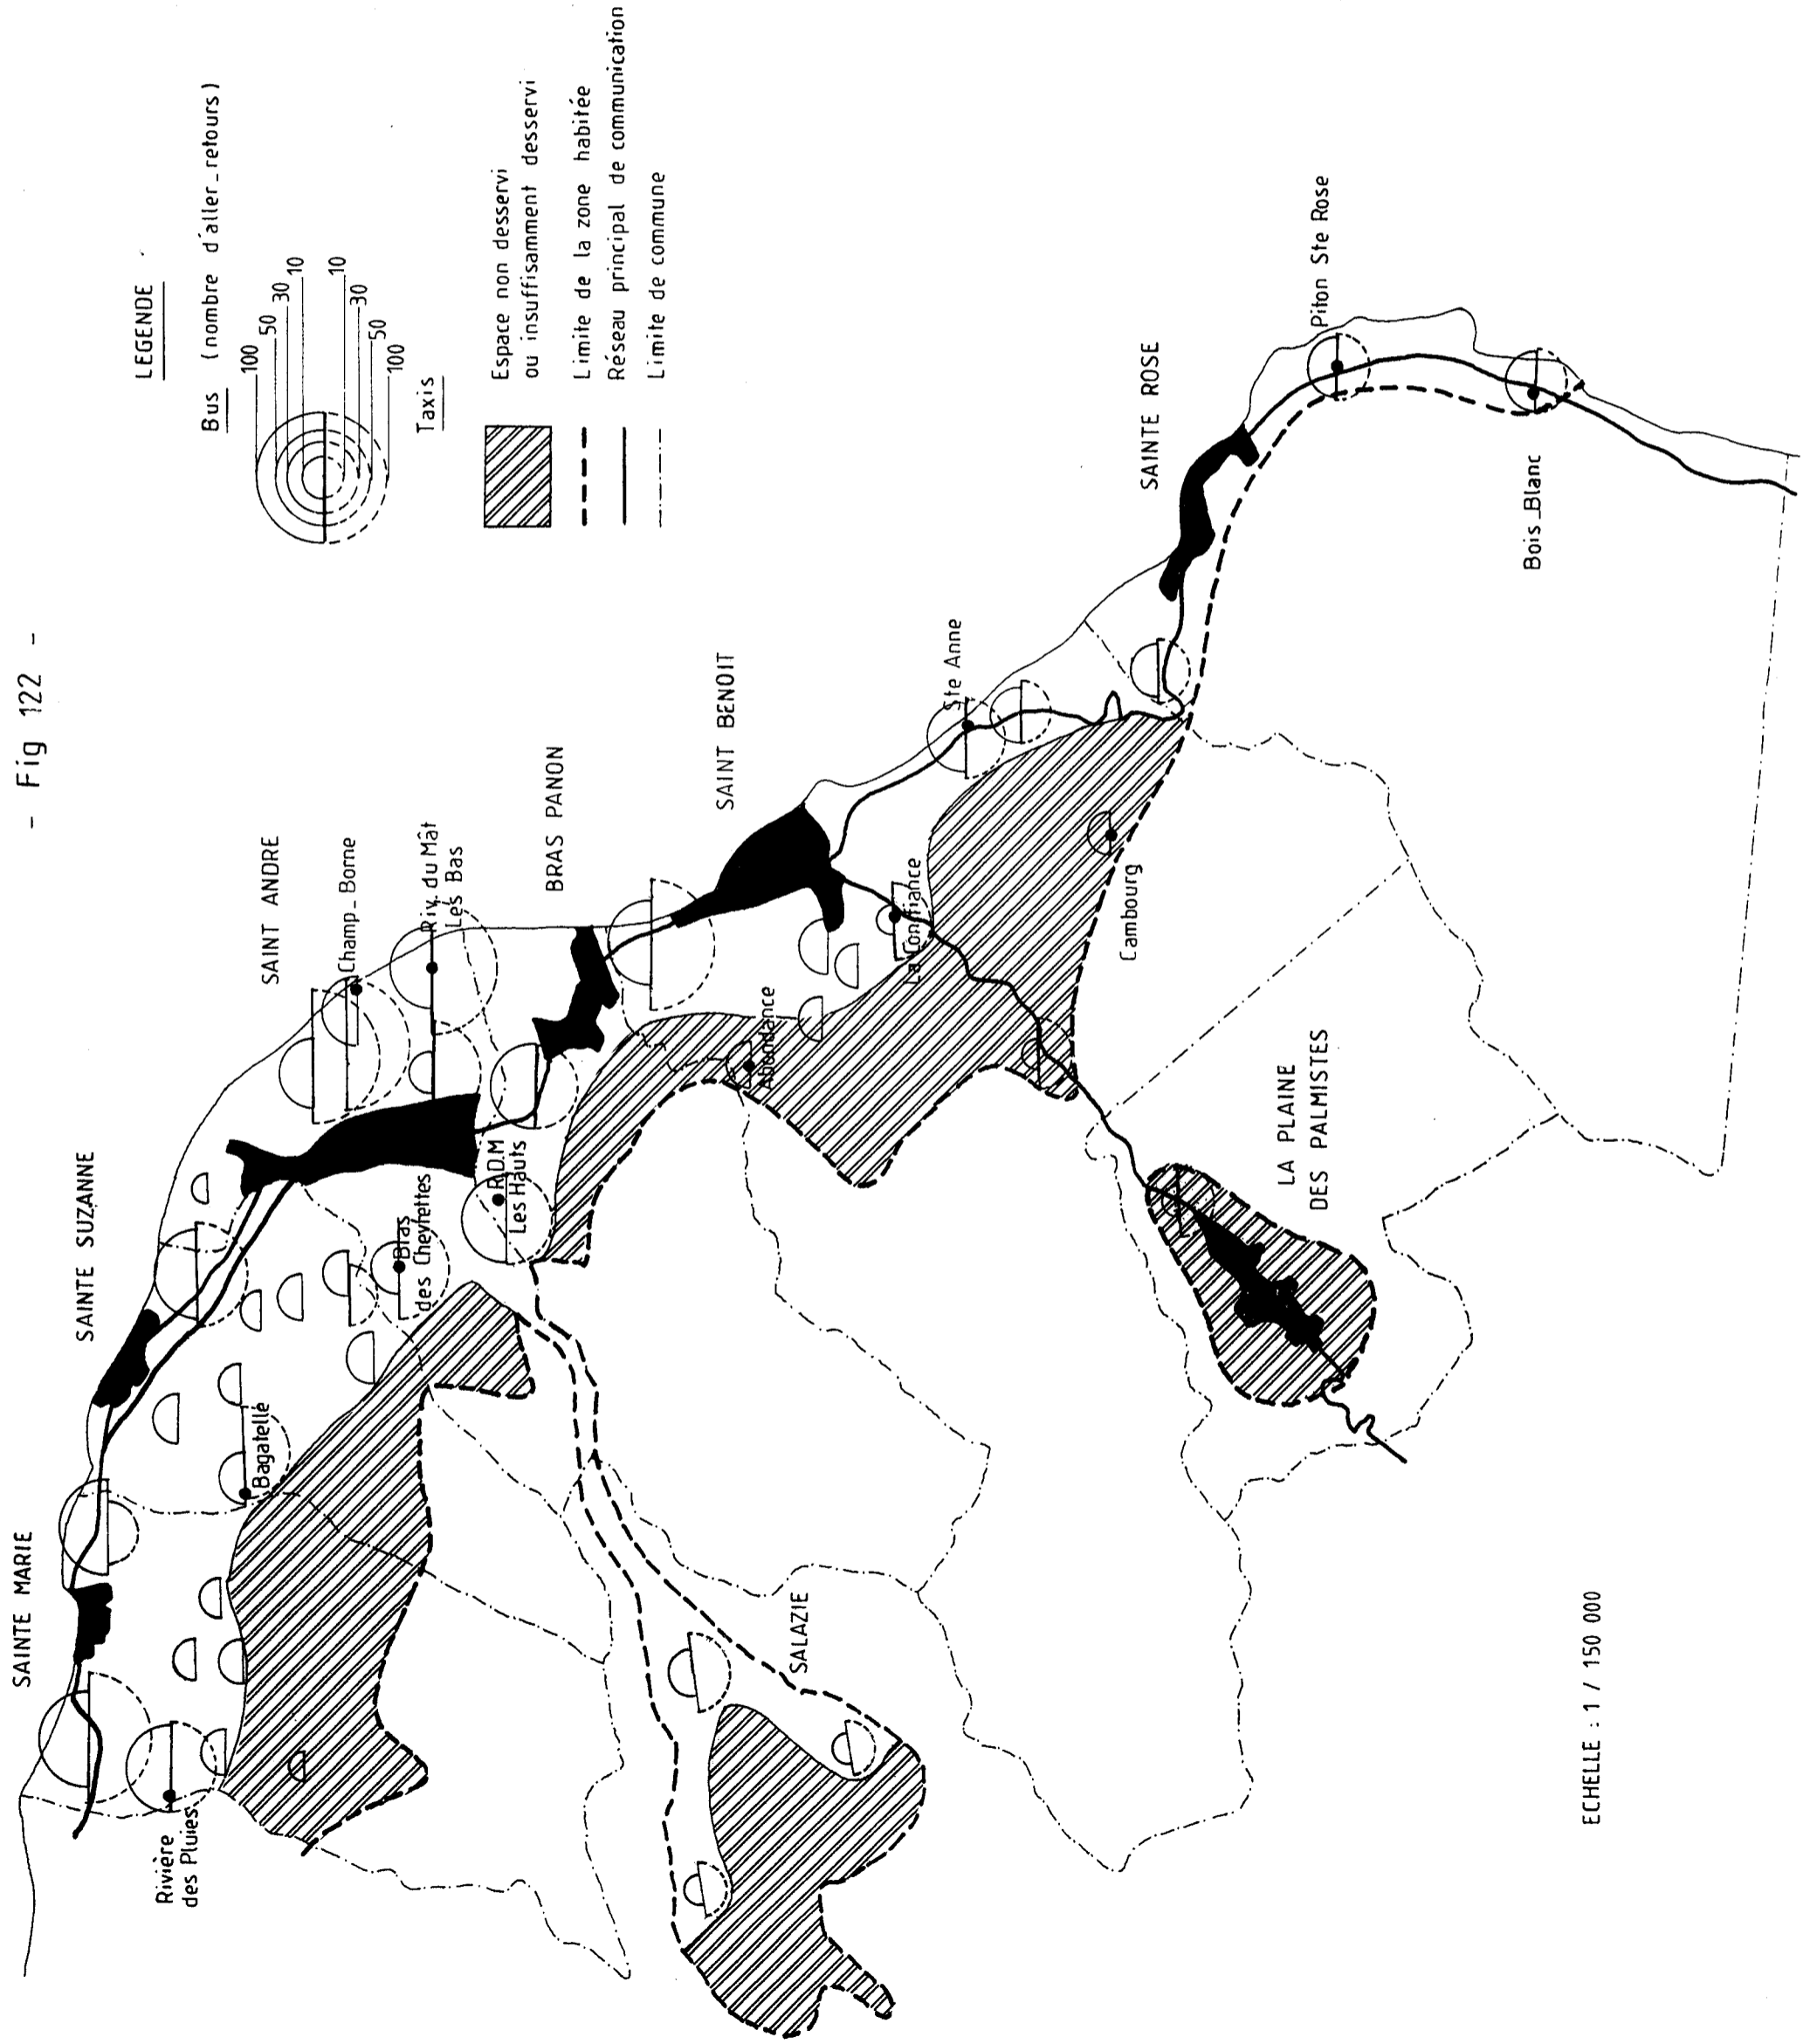 - Fig 122 -
LEGENDE
Bus (nombre d'aller_retours)
100
50
30
10
10
30
50
100
Taxis
Espace non desservi
ou insuffisamment desservi
Limite de la zone habitée
Réseau principal de communication
Limite de commune
SAINTE MARIE
SAINTE SUZANNE
SAINT ANDRE
BRAS PANON
SAINT BENOIT
SAINTE ROSE
Rivière
des Pluies
Bagatelle
Bras
des Chevrettes
R.D.M
Les Hauts
Champ_Borne
Riv. du Mât
Les Bas
Abondance
La Confiance
Ste Anne
Cambourg
Piton Ste Rose
Bois_Blanc
SALAZIE
LA PLAINE
DES PALMISTES
ECHELLE : 1 / 150 000